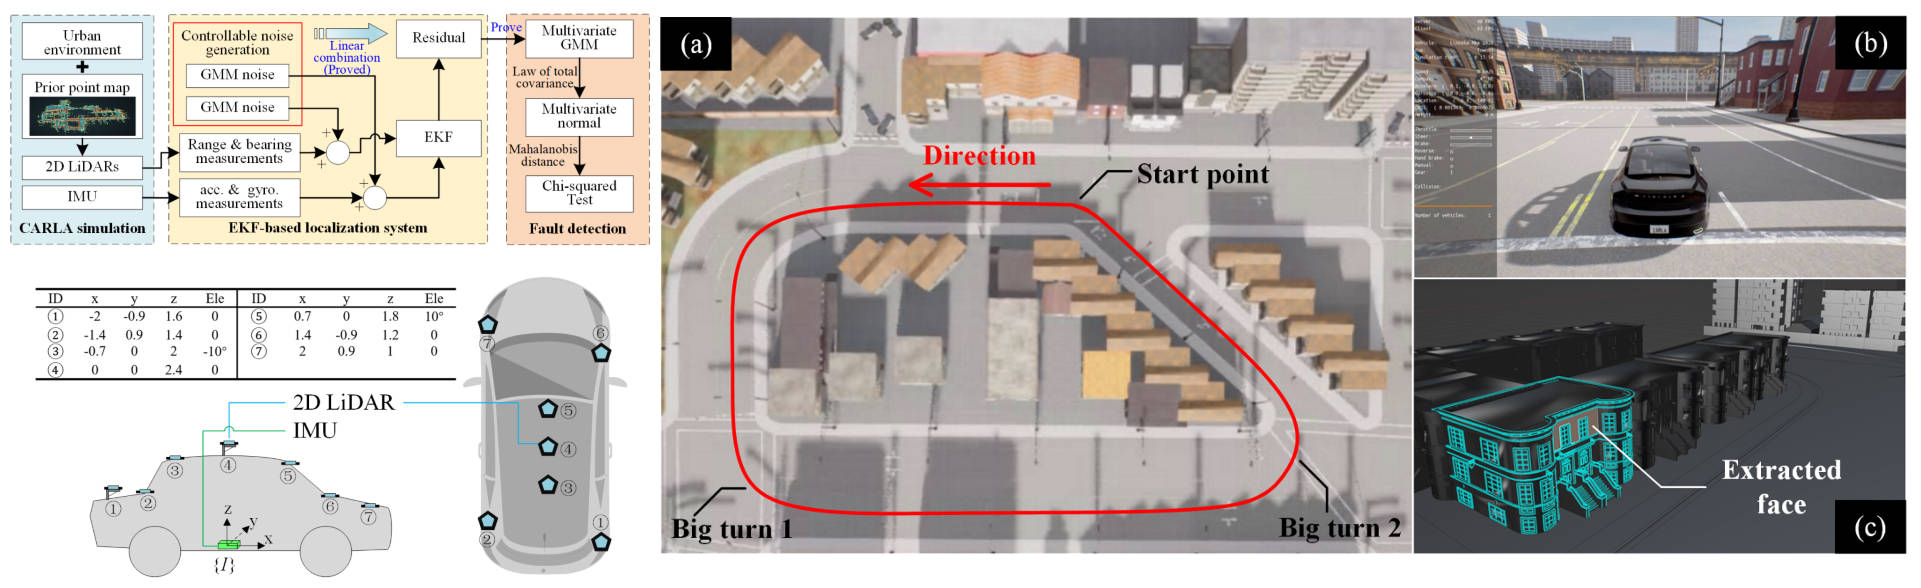 Urban
environment
Prior point map
2D LiDARs
IMU
CARLA simulation
Controllable noise
generation
GMM noise
GMM noise
Range & bearing
measurements
acc. & gyro.
measurements
Linear
combination
(Proved)
Residual
EKF
EKF-based localization system
Prove
Multivariate
GMM
Law of total
covariance
Multivariate
normal
Mahalanobis
distance
Chi-squared
Test
Fault detection
ID x y z Ele ID x y z Ele
① -2 -0.9 1.6 0 ⑤ 0.7 0 1.8 10°
② -1.4 0.9 1.4 0 ⑥ 1.4 -0.9 1.2 0
③ -0.7 0 2 -10° ⑦ 2 0.9 1 0
④ 0 0 2.4 0
2D LiDAR
IMU
① ② ③ ④ ⑤ ⑥ ⑦
z
y
x
{I}
⑦ ⑥
⑤
④
③
② ①
(a)
Direction
Start point
Big turn 1
Big turn 2
(b)
Number of vehicles: 1
Extracted
face
(c)